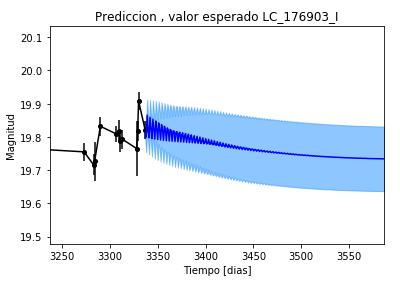 Prediccion , valor esperado LC_176903_I
20.1
20.0
19.9
19.8
19.7
19.6
19.5
Magnitud
3250 3300 3350 3400 3450 3500 3550
Tiempo [dias]